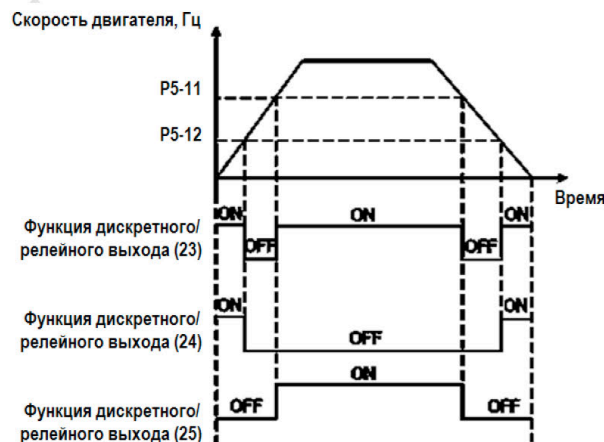 Скорость двигателя, Гц
P5-11
P5-12
Время
ON
ON
ON
Функция дискретного/
релейного выхода (23)
OFF
OFF
ON
ON
Функция дискретного/
релейного выхода (24)
OFF
ON
Функция дискретного/
релейного выхода (25)
OFF
OFF